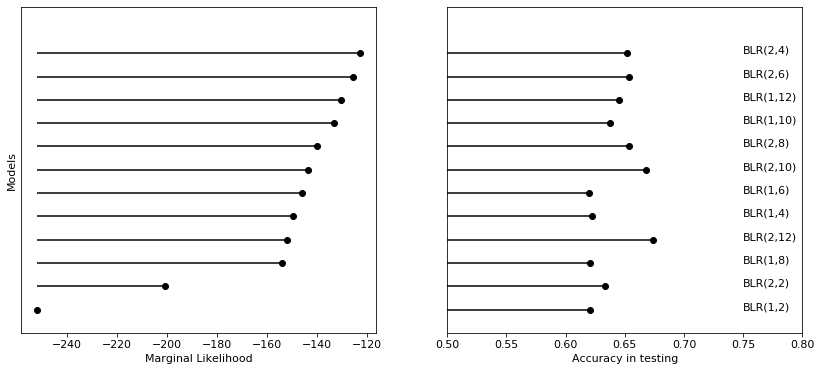 Models
−240 −220 −200 −180 −160 −140 −120
Marginal Likelihood
BLR(2,4)
BLR(2,6)
BLR(1,12)
BLR(1,10)
BLR(2,8)
BLR(2,10)
BLR(1,6)
BLR(1,4)
BLR(2,12)
BLR(1,8)
BLR(2,2)
BLR(1,2)
0.50 0.55 0.60 0.65 0.70 0.75 0.80
Accuracy in testing